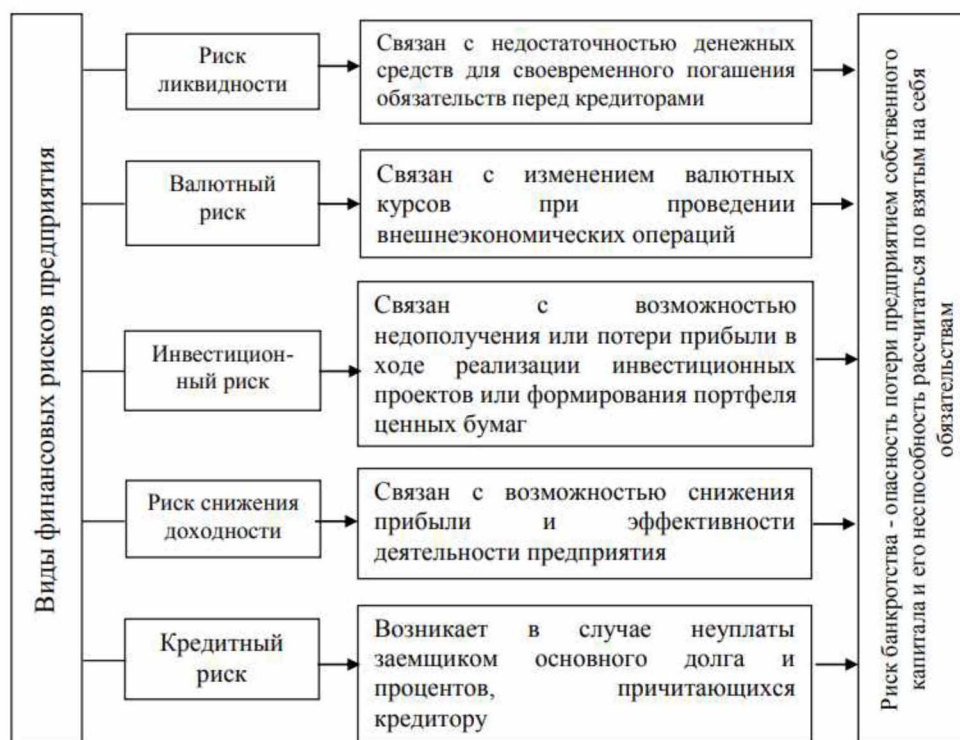 Виды финансовых рисков предприятия
Риск
ликвидности
Связан с недостаточностью денежных
средств для своевременного погашения
обязательств перед кредиторами
Валютный
риск
Связан с изменением валютных
курсов при проведении
внешнеэкономических операций
Инвестицион-
ный риск
Связан с возможностью
недополучения или потери прибыли в
ходе реализации инвестиционных
проектов или формирования портфеля
ценных бумаг
Риск снижения
доходности
Связан с возможностью снижения
прибыли и эффективности
деятельности предприятия
Кредитный
риск
Возникает в случае неуплаты
заемщиком основного долга и
процентов, причитающихся
кредитору
Риск банкротства - опасность потери предприятием собственного
капитала и его неспособность рассчитаться по взятым на себя
обязательствам